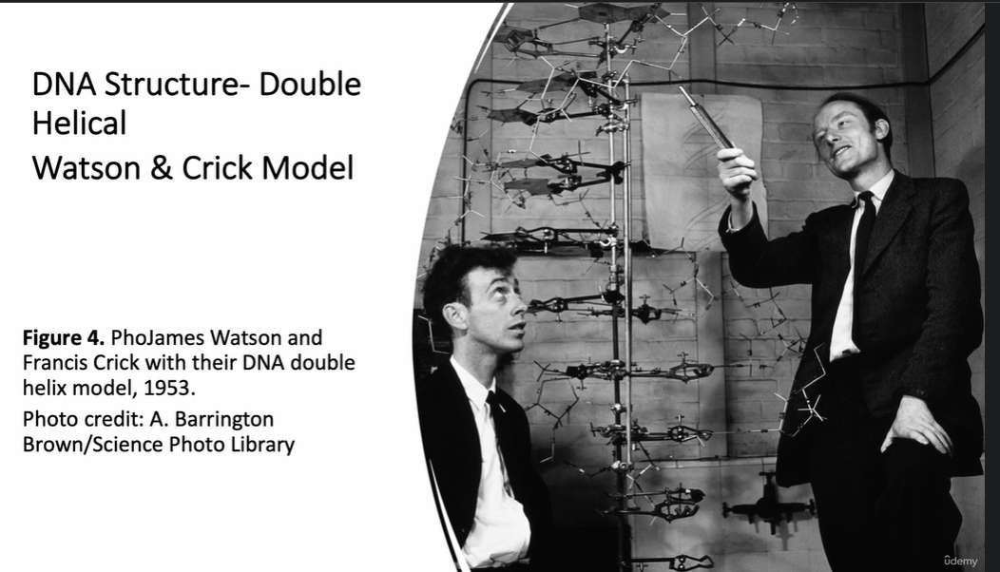 DNA Structure- Double
Helical
Watson & Crick Model
Figure 4. PhoJames Watson and
Francis Crick with their DNA double
helix model, 1953.
Photo credit: A. Barrington
Brown/Science Photo Library
ûdemy